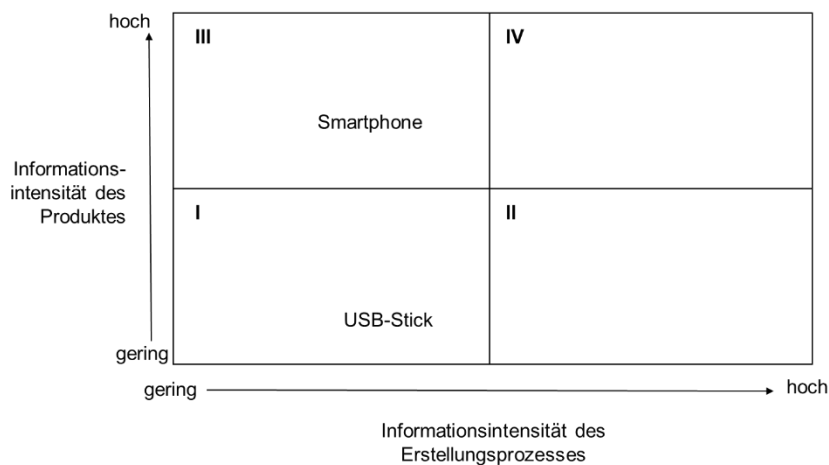 hoch
III
IV
Smartphone
Informations-
intensität des
Produktes
I
II
USB-Stick
gering
gering
hoch
Informationsintensität des
Erstellungsprozesses